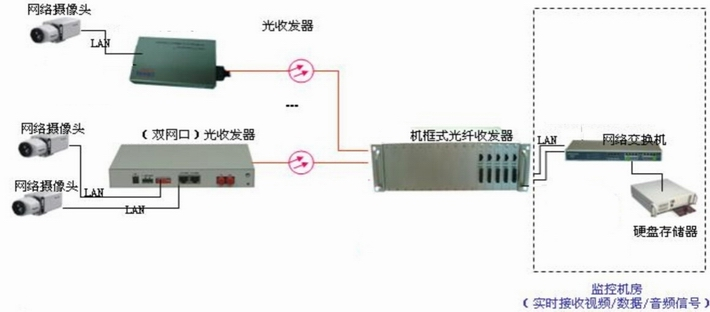 网络摄像头
光收发器
LAN
---
网络摄像头
（双网口）光收发器
机框式光纤收发器
LAN
网络交换机
网络摄像头
LAN
LAN
硬盘存储器
监控机房
（实时接收视频/数据/音频信号）